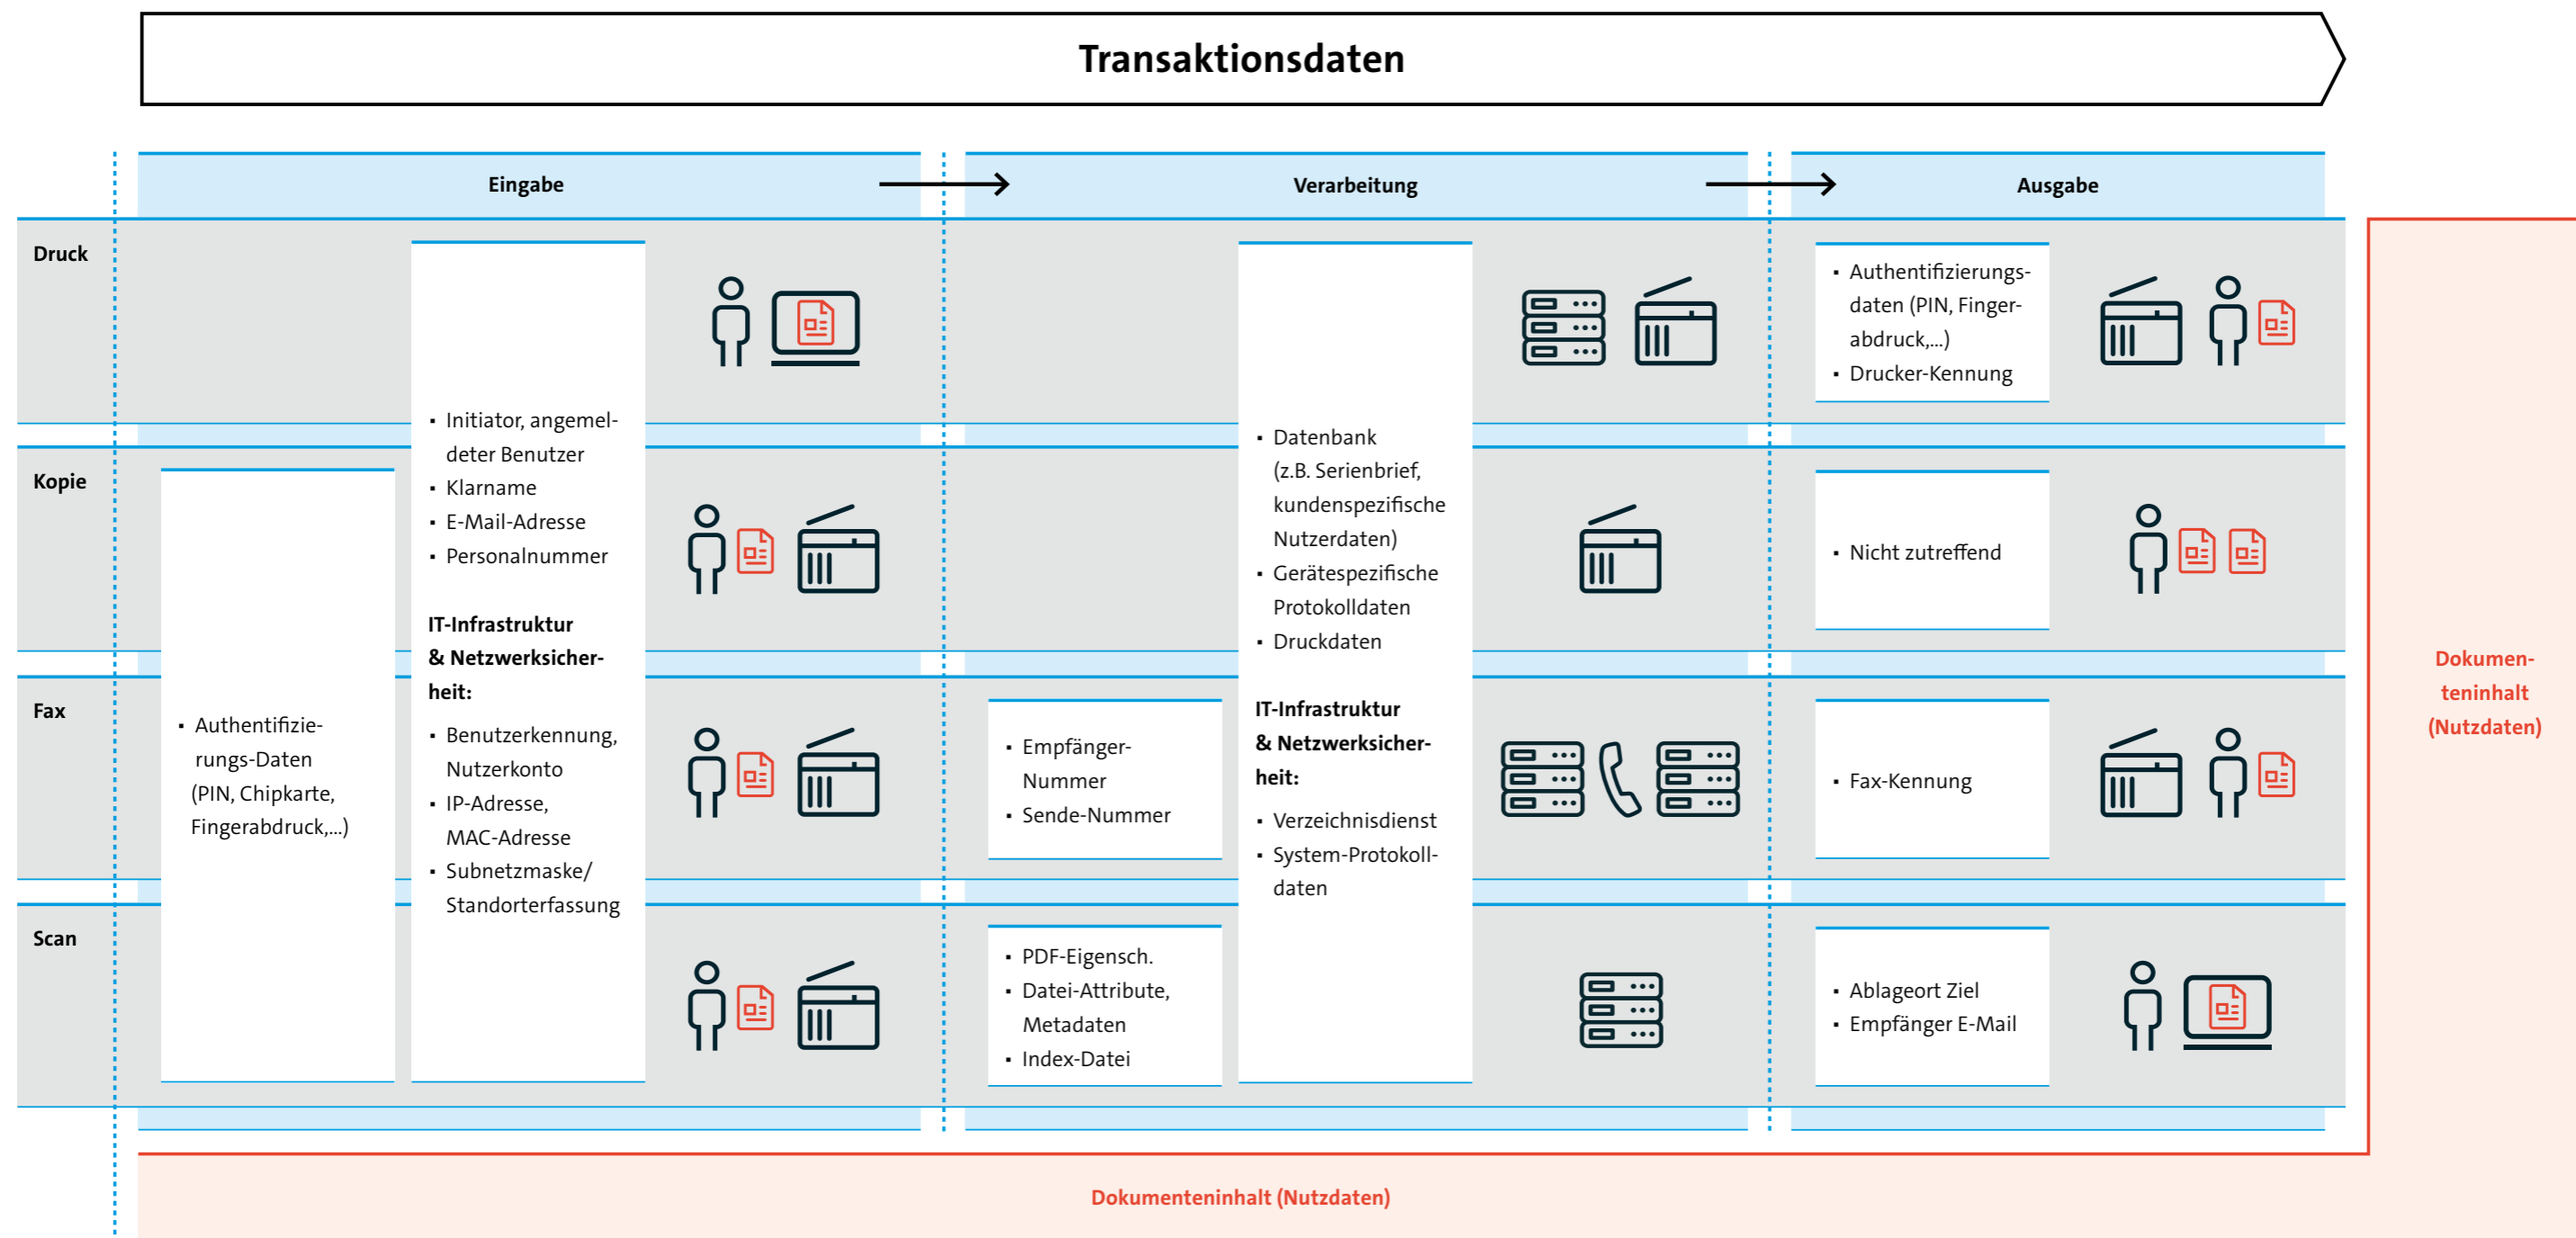 Transaktionsdaten
Eingabe
Verarbeitung
Ausgabe
Druck
Kopie
Fax
Scan
▪ Authentifizie-
rungs-Daten
(PIN, Chipkarte,
Fingerabdruck,...)
▪ Initiator, angemel-
deter Benutzer
▪ Klarname
▪ E-Mail-Adresse
▪ Personalnummer
IT-Infrastruktur
& Netzwerksicher-
heit:
▪ Benutzerkennung,
Nutzerkonto
▪ IP-Adresse,
MAC-Adresse
▪ Subnetzmaske/
Standorterfassung
▪ Empfänger-
Nummer
▪ Sende-Nummer
▪ PDF-Eigensch.
▪ Datei-Attribute,
Metadaten
▪ Index-Datei
▪ Datenbank
(z.B. Serienbrief,
kundenspezifische
Nutzerdaten)
▪ Gerätespezifische
Protokolldaten
▪ Druckdaten
IT-Infrastruktur
& Netzwerksicher-
heit:
▪ Verzeichnisdienst
▪ System-Protokoll-
daten
▪ Authentifizierungs-
daten (PIN, Finger-
abdruck,...)
▪ Drucker-Kennung
▪ Nicht zutreffend
▪ Fax-Kennung
▪ Ablageort Ziel
▪ Empfänger E-Mail
Dokumen-
teninhalt
(Nutzdaten)
Dokumenteninhalt (Nutzdaten)